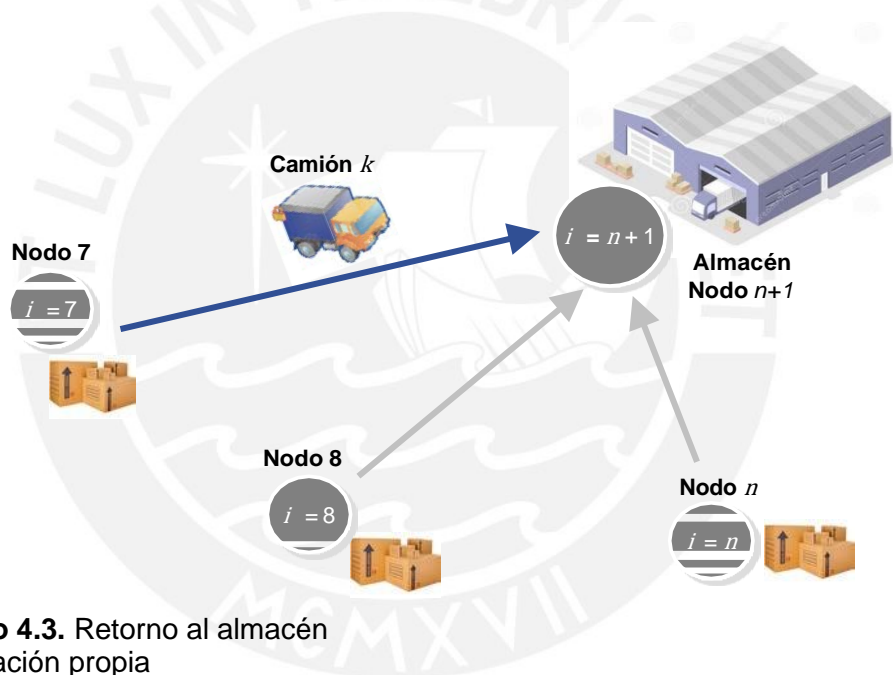 Camión k
Nodo 7
i = 7
i = n + 1
Almacén
Nodo n+1
Nodo 8
i = 8
Nodo n
i = n
o 4.3. Retorno al almacén
ación propia
MCMXVII